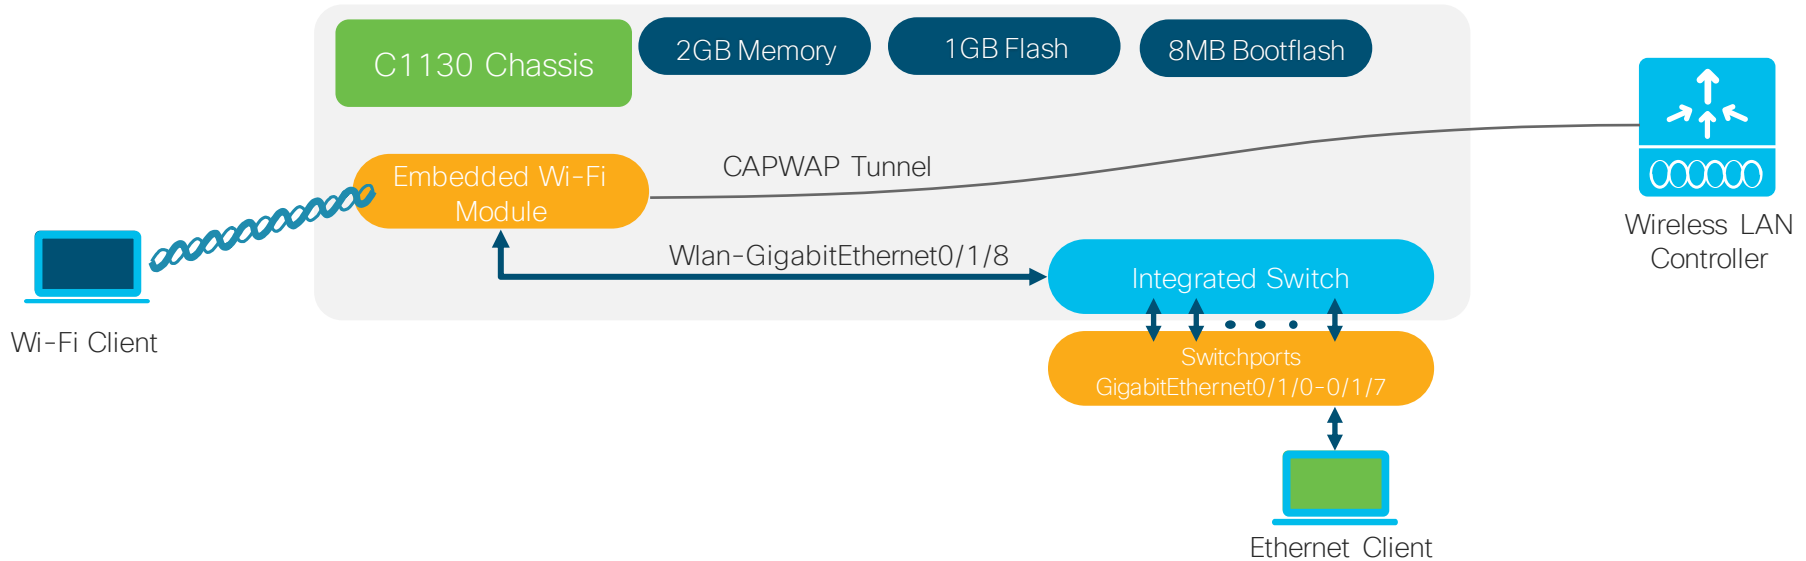 C1130 Chassis
2GB Memory
1GB Flash
8MB Bootflash
Embedded Wi-Fi
Module
CAPWAP Tunnel
Wireless LAN
Controller
Wlan-GigabitEthernet0/1/8
Integrated Switch
Wi-Fi Client
Switchports
GigabitEthernet0/1/0-0/1/7
Ethernet Client